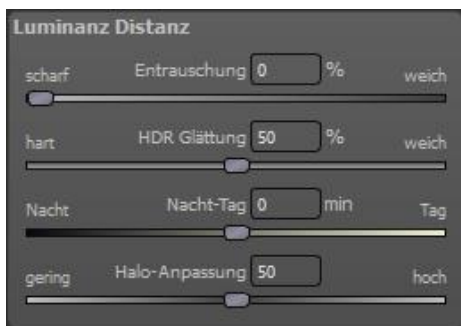 Luminanz Distanz
scharf Entrauschung 0 % weich
hart HDR Glättung 50 % weich
Nacht Nacht-Tag 0 min Tag
gering Halo-Anpassung 50 hoch